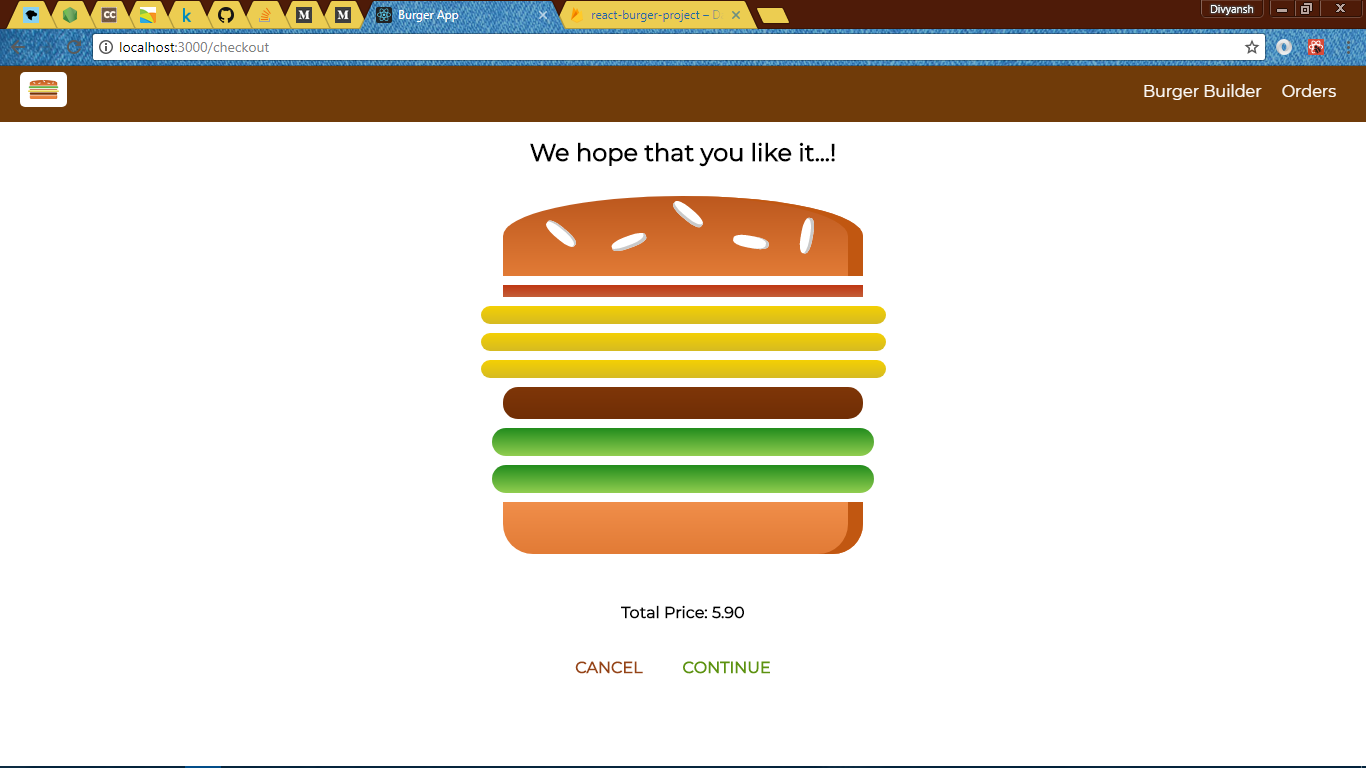 CC
k
M
M
Burger App
react-burger-project – D
Divyansh
localhost:3000/checkout
Burger Builder
Orders
We hope that you like it...!
Total Price: 5.90
CANCEL
CONTINUE